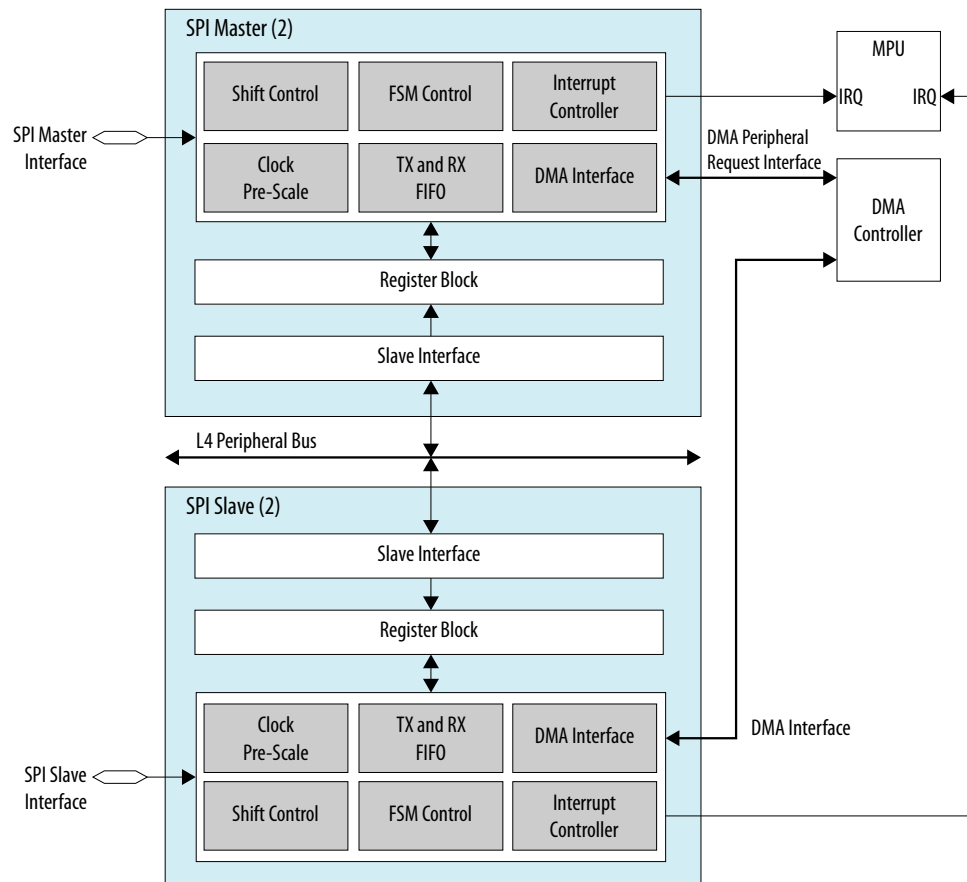 SPI Master (2)
Shift Control
FSM Control
Interrupt
Controller
Clock
Pre-Scale
TX and RX
FIFO
DMA Interface
SPI Master
Interface
Register Block
Slave Interface
MPU
IRQ
IRQ
DMA Peripheral
Request Interface
DMA
Controller
L4 Peripheral Bus
SPI Slave (2)
Slave Interface
Register Block
Clock
Pre-Scale
TX and RX
FIFO
DMA Interface
Shift Control
FSM Control
Interrupt
Controller
SPI Slave
Interface
DMA Interface